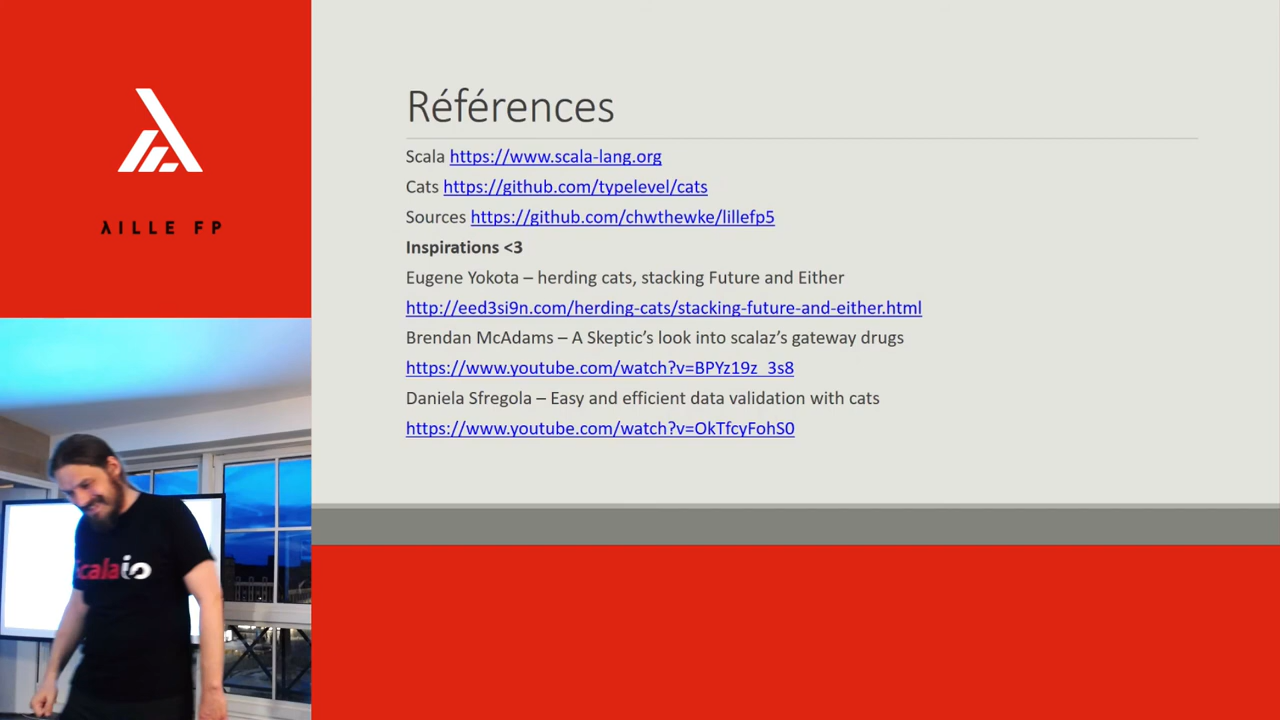 λILLE FP
Références
Scala https://www.scala-lang.org
Cats https://github.com/typelevel/cats
Sources https://github.com/chwthewke/lillefp5
Inspirations <3
Eugene Yokota – herding cats, stacking Future and Either
http://eed3si9n.com/herding-cats/stacking-future-and-either.html
Brendan McAdams – A Skeptic's look into scalaz's gateway drugs
https://www.youtube.com/watch?v=BPYz19z_3s8
Daniela Sfregola – Easy and efficient data validation with cats
https://www.youtube.com/watch?v=OkTfcyFohS0
scalaio